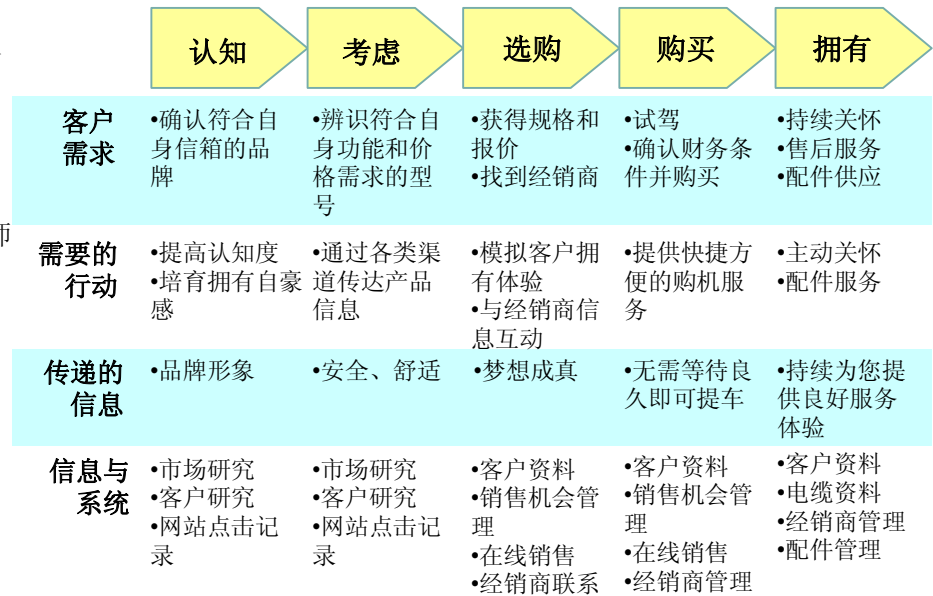 认知
考虑
选购
购买
拥有
客户
需求
•确认符合自
身信箱的品
牌
•辨识符合自
身功能和价
格需求的型
号
•获得规格和
报价
•找到经销商
•试驾
•确认财务条
件并购买
•持续关怀
•售后服务
•配件供应
师
需要的
行动
•提高认知度
•培育拥有自豪
感
•通过各类渠
道传达产品
信息
•模拟客户拥
有体验
•与经销商信
息互动
•提供快捷方
便的购机服
务
•主动关怀
•配件服务
传递的
信息
•品牌形象
•安全、舒适
•梦想成真
•无需等待良
久即可提车
•持续为您提
供良好服务
体验
信息与
系统
•市场研究
•客户研究
•网站点击记
录
•市场研究
•客户研究
•网站点击记
录
•客户资料
•销售机会管
理
•在线销售
•经销商联系
•客户资料
•销售机会管
理
•在线销售
•经销商管理
•客户资料
•电缆资料
•经销商管理
•配件管理